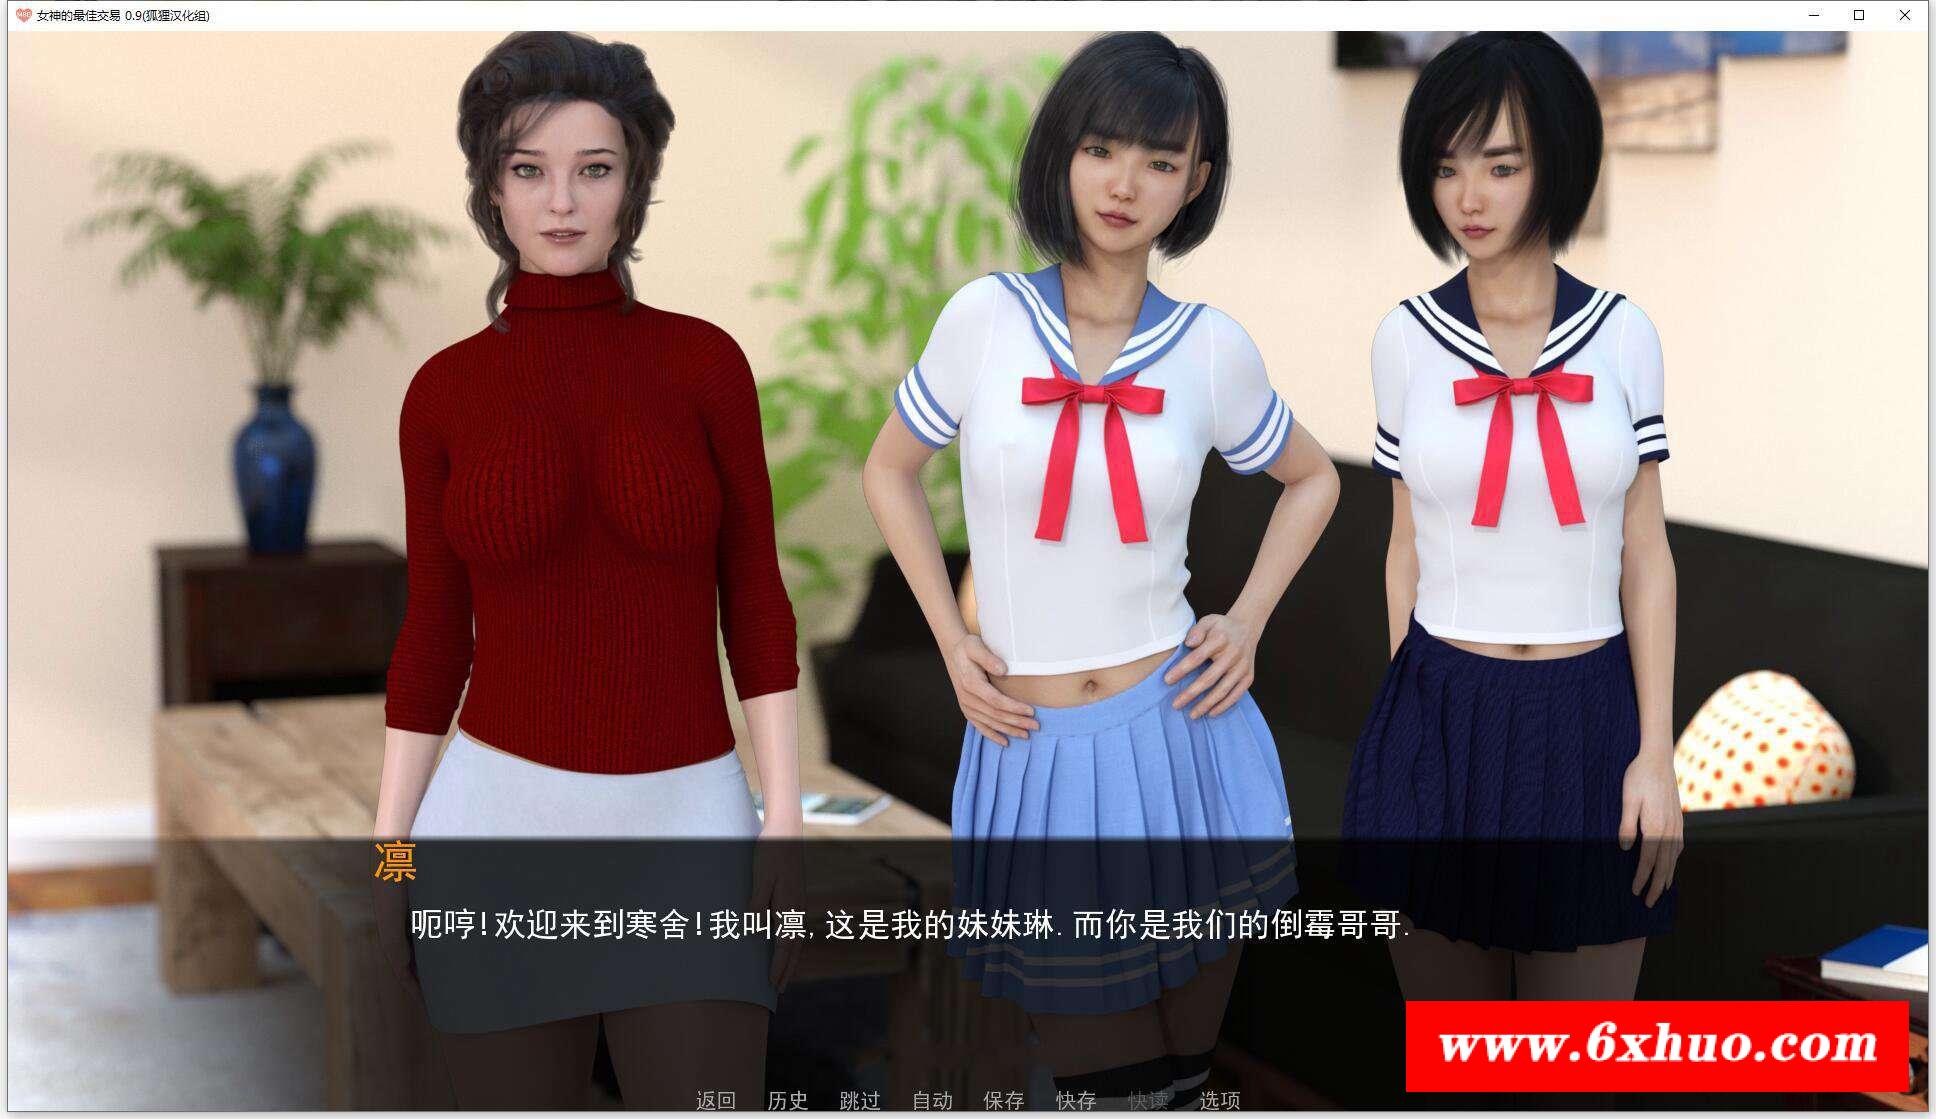 女神的最佳交易 0.9(狐狸汉化组)
凛
呃哼!欢迎来到寒舍!我叫凛,这是我的妹妹琳.而你是我们的倒霉哥哥.
www.6xhuo.com
返回 历史 跳过 自动 保存 快存 快读 选项